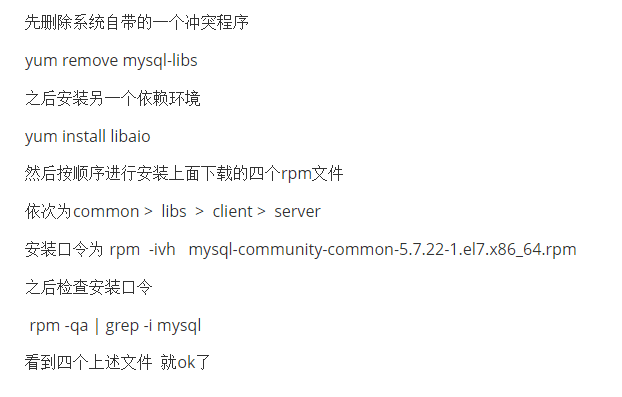 先删除系统自带的一个冲突程序
yum remove mysql-libs
之后安装另一个依赖环境
yum install libaio
然后按顺序进行安装上面下载的四个rpm文件
依次为common > libs > client > server
安装口令为 rpm -ivh mysql-community-common-5.7.22-1.el7.x86_64.rpm
之后检查安装口令
rpm -qa | grep -i mysql
看到四个上述文件 就ok了